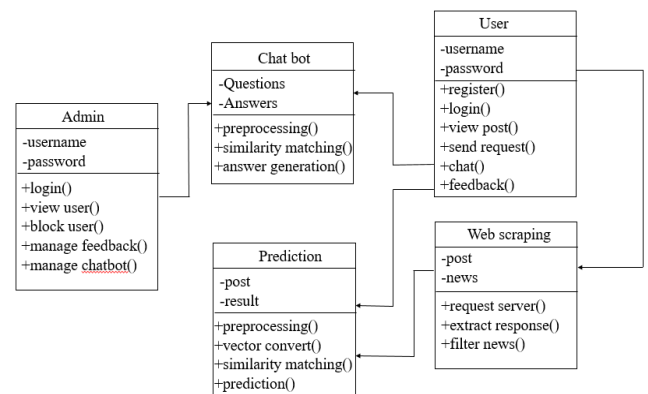 Admin
-username
-password
+login()
+view user()
+block user()
+manage feedback()
+manage chatbot()
Chat bot
-Questions
-Answers
+preprocessing()
+similarity matching()
+answer generation()
User
-username
-password
+register()
+login()
+view post()
+send request()
+chat()
+feedback()
Prediction
-post
-result
+preprocessing()
+vector convert()
+similarity matching()
+prediction()
Web scraping
-post
-news
+request server()
+extract response()
+filter news()